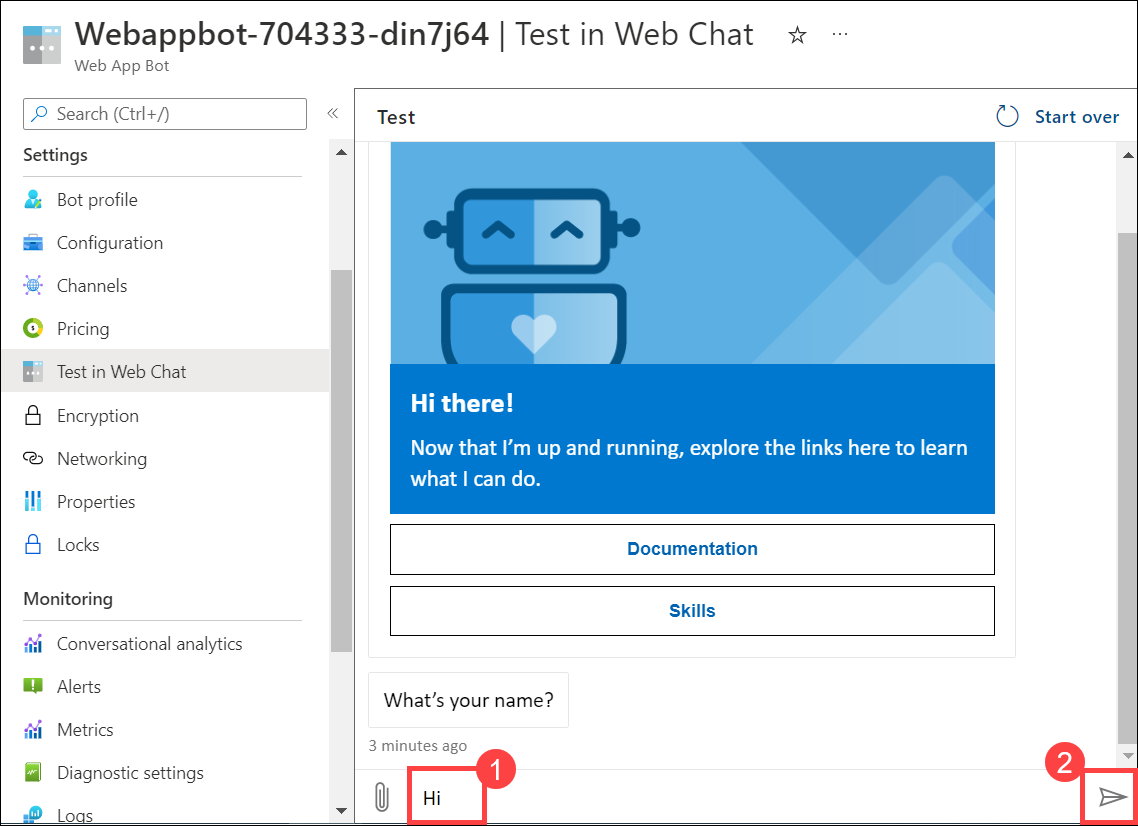 Webappbot-704333-din7j64 | Test in Web Chat
Web App Bot
Search (Ctrl+/)
Settings
Bot profile
Configuration
Channels
Pricing
Test in Web Chat
Encryption
Networking
Properties
Locks
Monitoring
Conversational analytics
Alerts
Metrics
Diagnostic settings
Logs
Test
Start over
Hi there!
Now that I’m up and running, explore the links here to learn
what I can do.
Documentation
Skills
What’s your name?
3 minutes ago
1
2
Hi